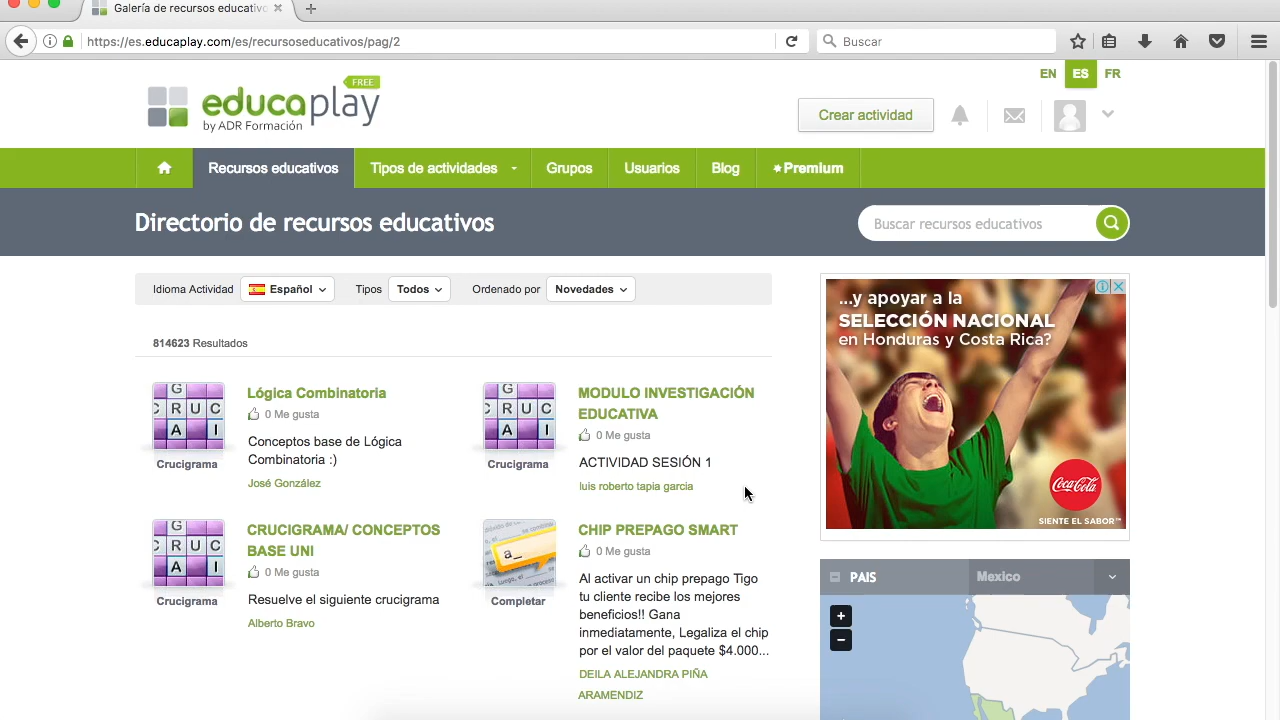 Galería de recursos educativo
https://es.educaplay.com/es/recursoseducativos/pag/2
Buscar
EN ES FR
FREE
educaplay
by ADR Formación
Crear actividad
Recursos educativos
Tipos de actividades
Grupos
Usuarios
Blog
Premium
Directorio de recursos educativos
Buscar recursos educativos
Idioma Actividad Español Tipos Todos Ordenado por Novedades
814623 Resultados
G
CRUC
A I
Crucigrama
Lógica Combinatoria
0 Me gusta
Conceptos base de Lógica
Combinatoria :)
José González
G
CRUC
A I
Crucigrama
MODULO INVESTIGACIÓN
EDUCATIVA
0 Me gusta
ACTIVIDAD SESIÓN 1
luis roberto tapia garcia
G
CRUC
A I
Crucigrama
CRUCIGRAMA/ CONCEPTOS
BASE UNI
0 Me gusta
Resuelve el siguiente crucigrama
Alberto Bravo
a_
Completar
CHIP PREPAGO SMART
0 Me gusta
Al activar un chip prepago Tigo
tu cliente recibe los mejores
beneficios!! Gana
inmediatamente, Legaliza el chip
por el valor del paquete $4.000...
DEILA ALEJANDRA PIÑA
ARAMENDIZ
...y apoyar a la
SELECCIÓN NACIONAL
en Honduras y Costa Rica?
Coca-Cola
SIENTE EL SABOR™
PAIS
Mexico
+
−